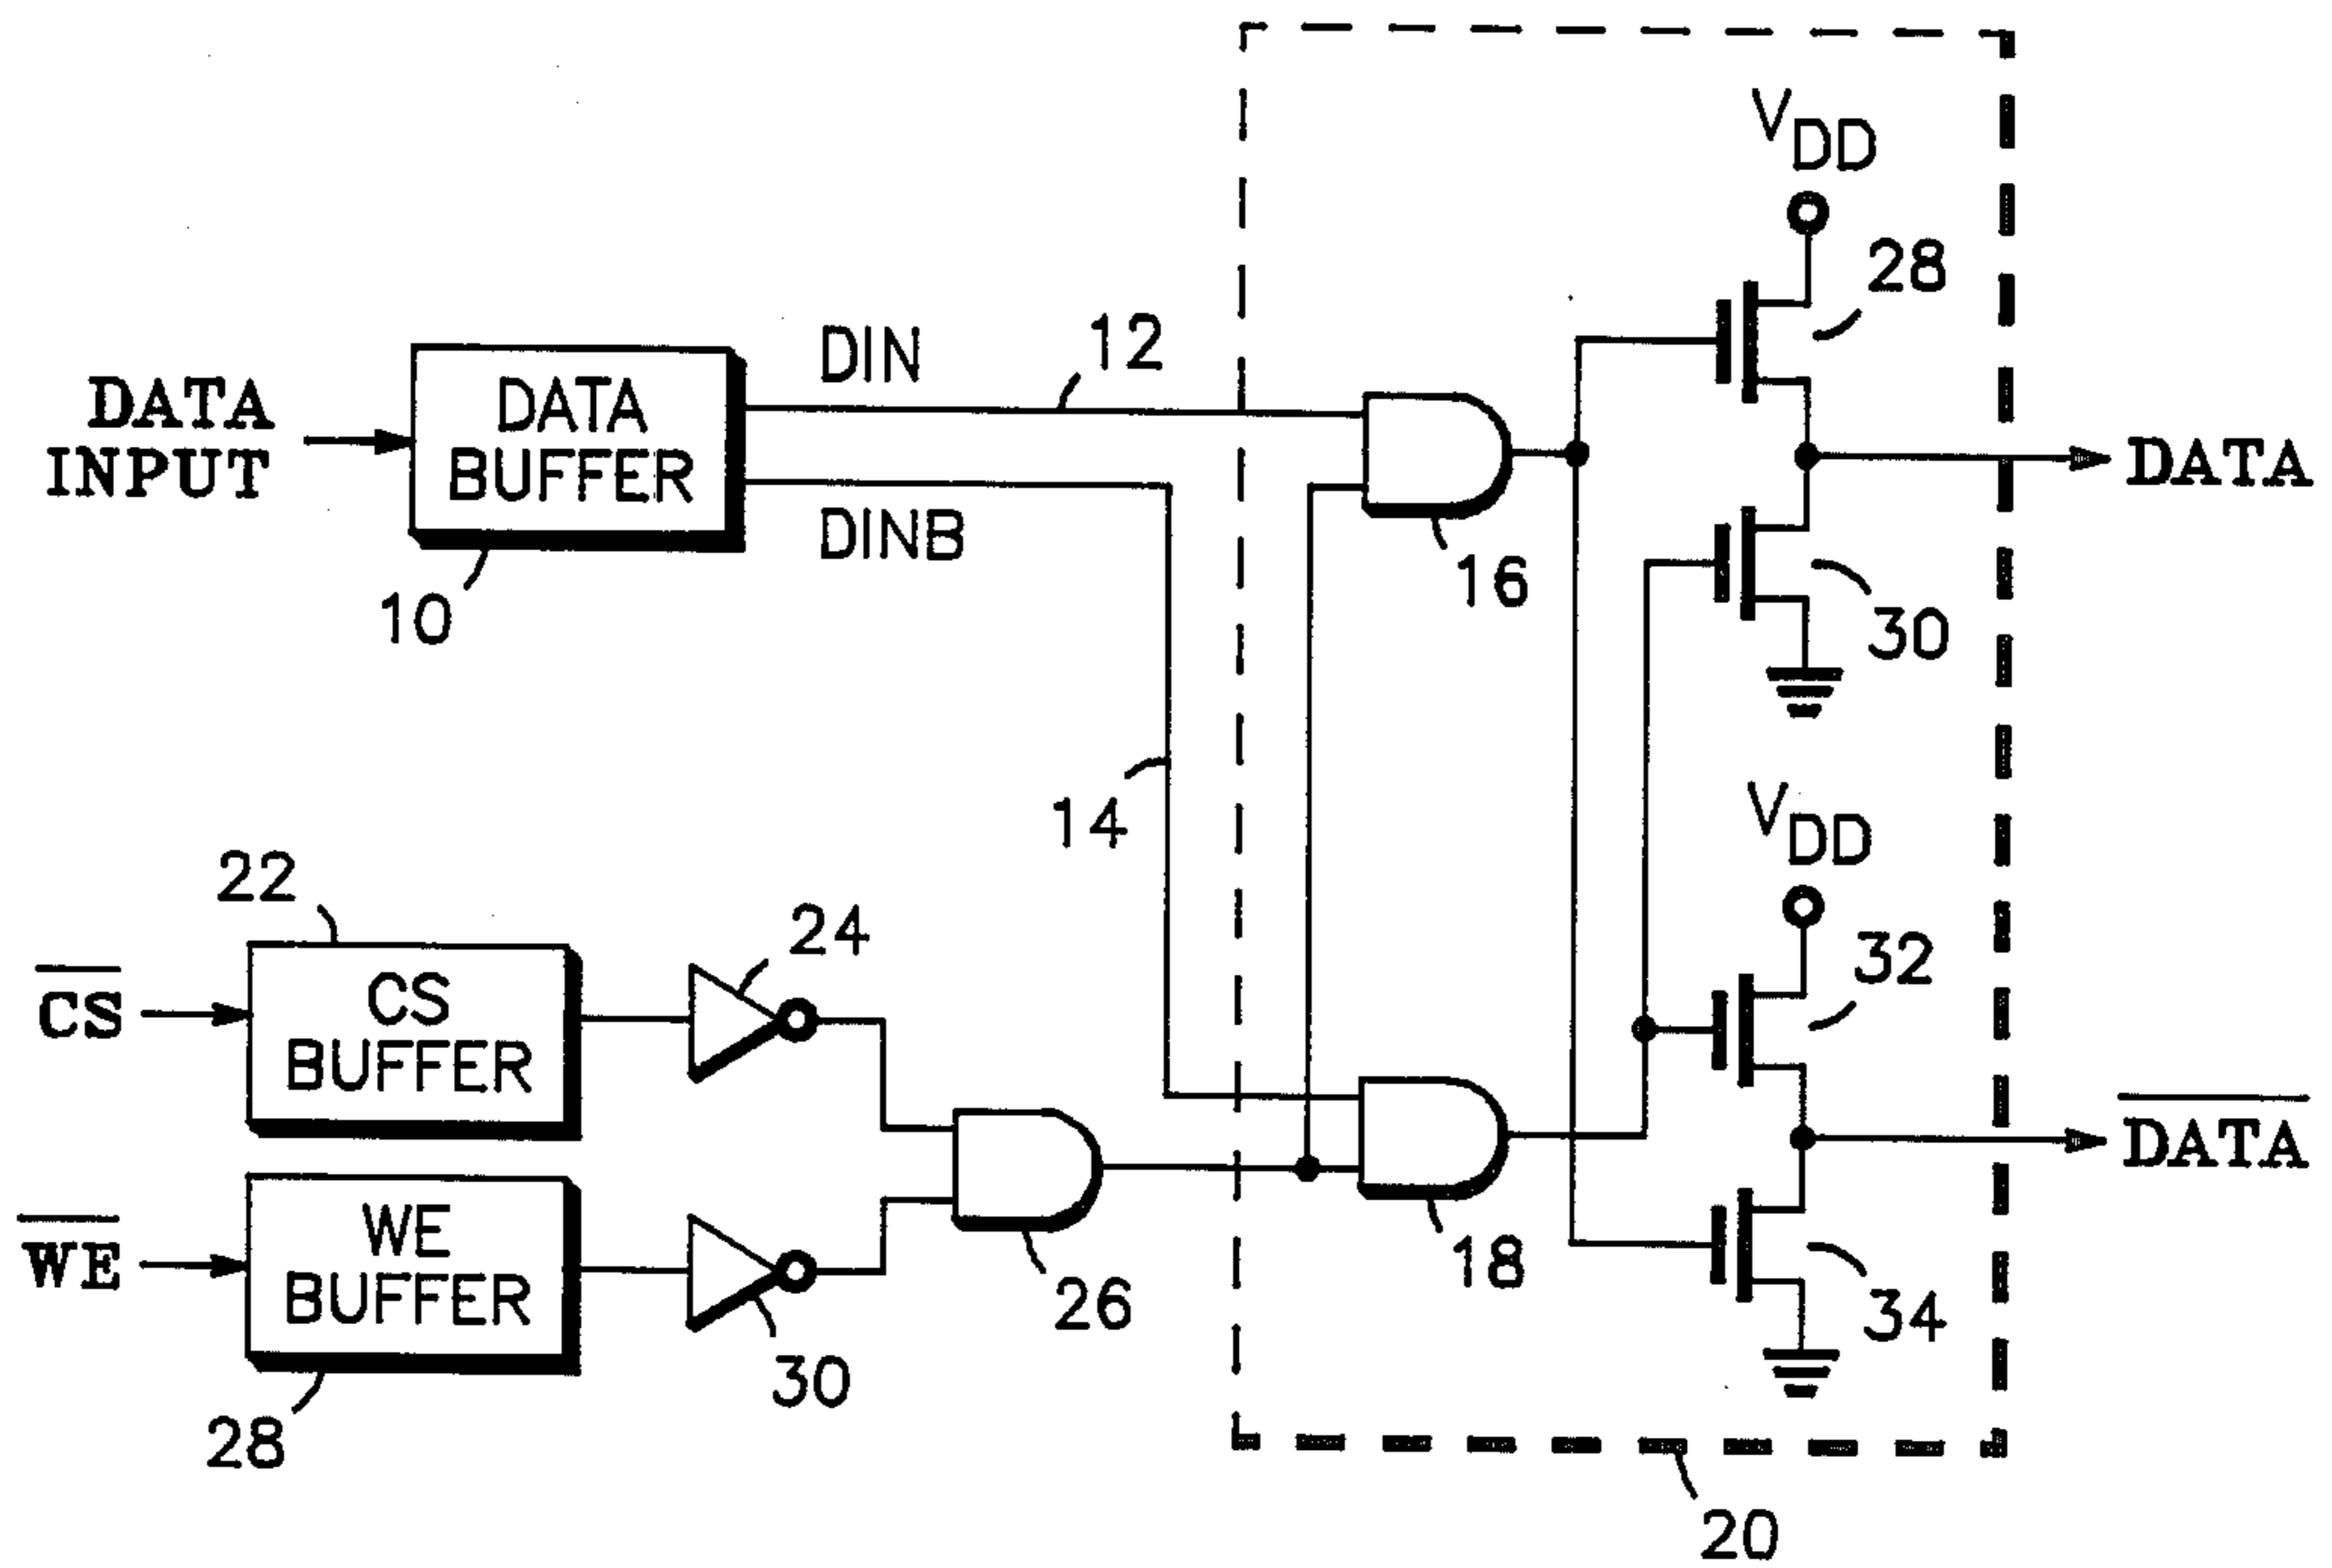 V
DD
28
DIN
12
DATA
INPUT
DATA
BUFFER
DATA
DINB
16
10
30
14
V
DD
22
24
32
CS
CS
BUFFER
DATA
WE
WE
BUFFER
18
26
34
30
28
20